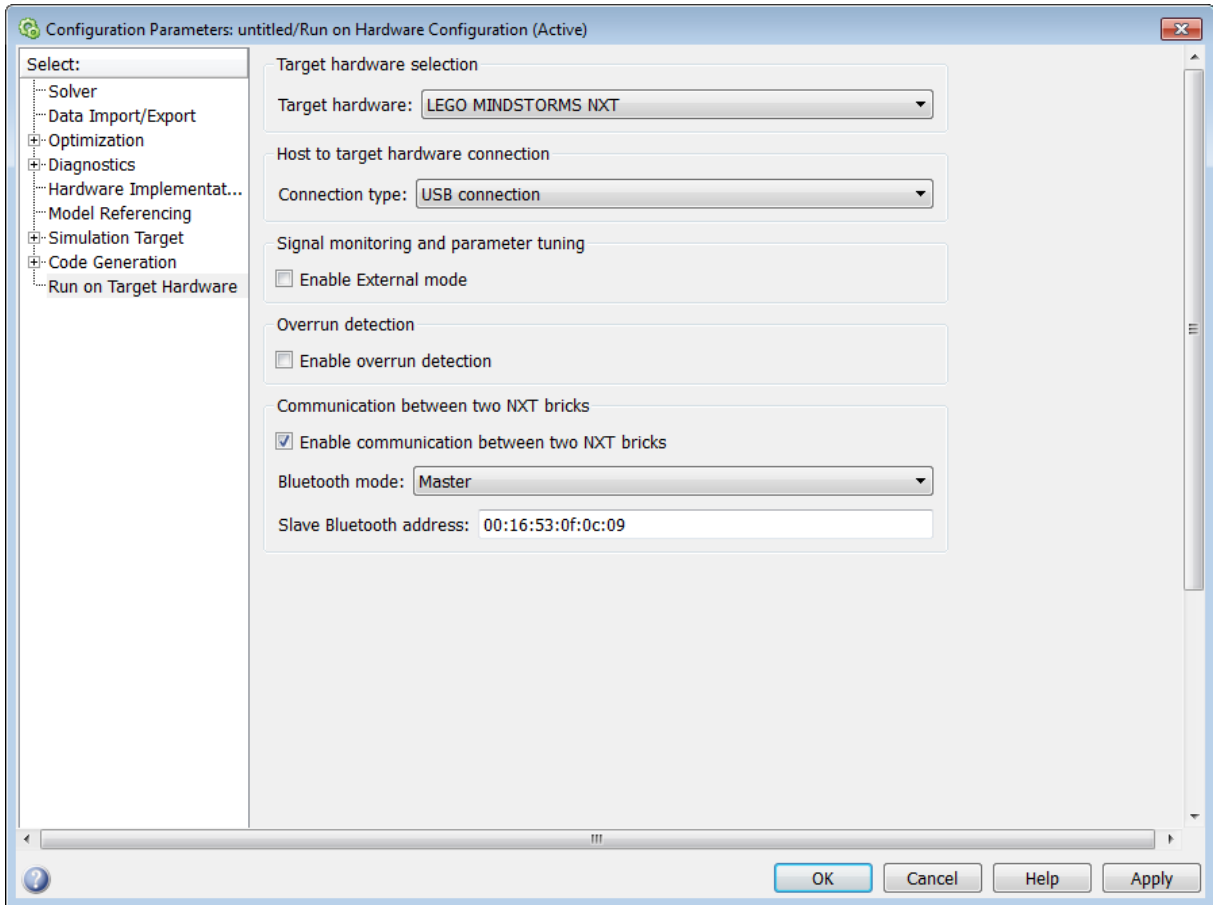 Configuration Parameters: untitled/Run on Hardware Configuration (Active)
Select:
Solver
Data Import/Export
Optimization
Diagnostics
Hardware Implementat...
Model Referencing
Simulation Target
Code Generation
Run on Target Hardware
Target hardware selection
Target hardware: LEGO MINDSTORMS NXT
Host to target hardware connection
Connection type: USB connection
Signal monitoring and parameter tuning
Enable External mode
Overrun detection
Enable overrun detection
Communication between two NXT bricks
Enable communication between two NXT bricks
Bluetooth mode: Master
Slave Bluetooth address: 00:16:53:0f:0c:09
OK Cancel Help Apply